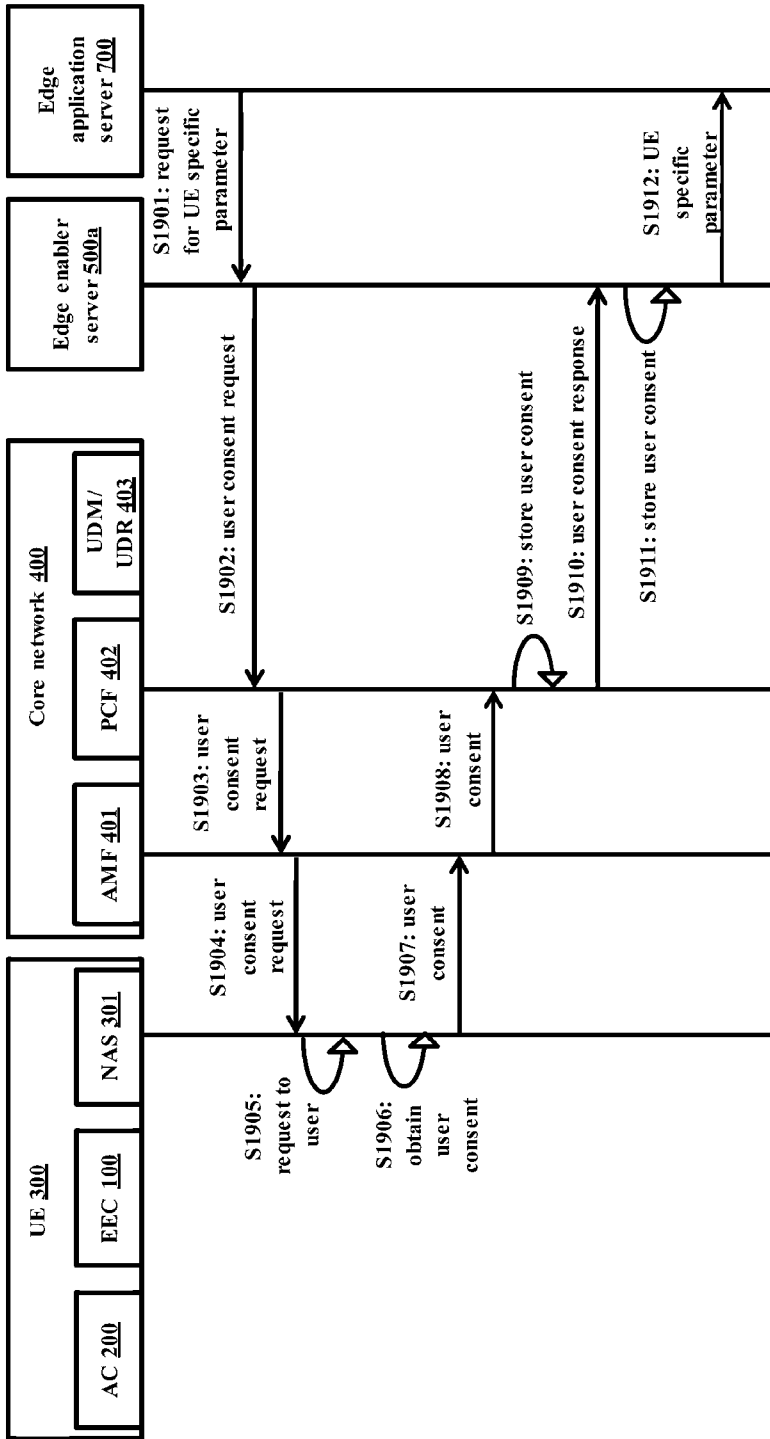 UE 300
AC 200
EEC 100
NAS 301
Core network 400
AMF 401
PCF 402
UDM/
UDR 403
Edge enabler
server 500a
Edge
application
server 700
S1901: request
for UE specific
parameter
S1902: user consent request
S1903: user
consent
request
S1904: user
consent
request
S1905:
request to
user
S1906:
obtain
user
consent
S1907: user
consent
S1908: user
consent
S1909: store user consent
S1910: user consent response
S1911: store user consent
S1912: UE
specific
parameter